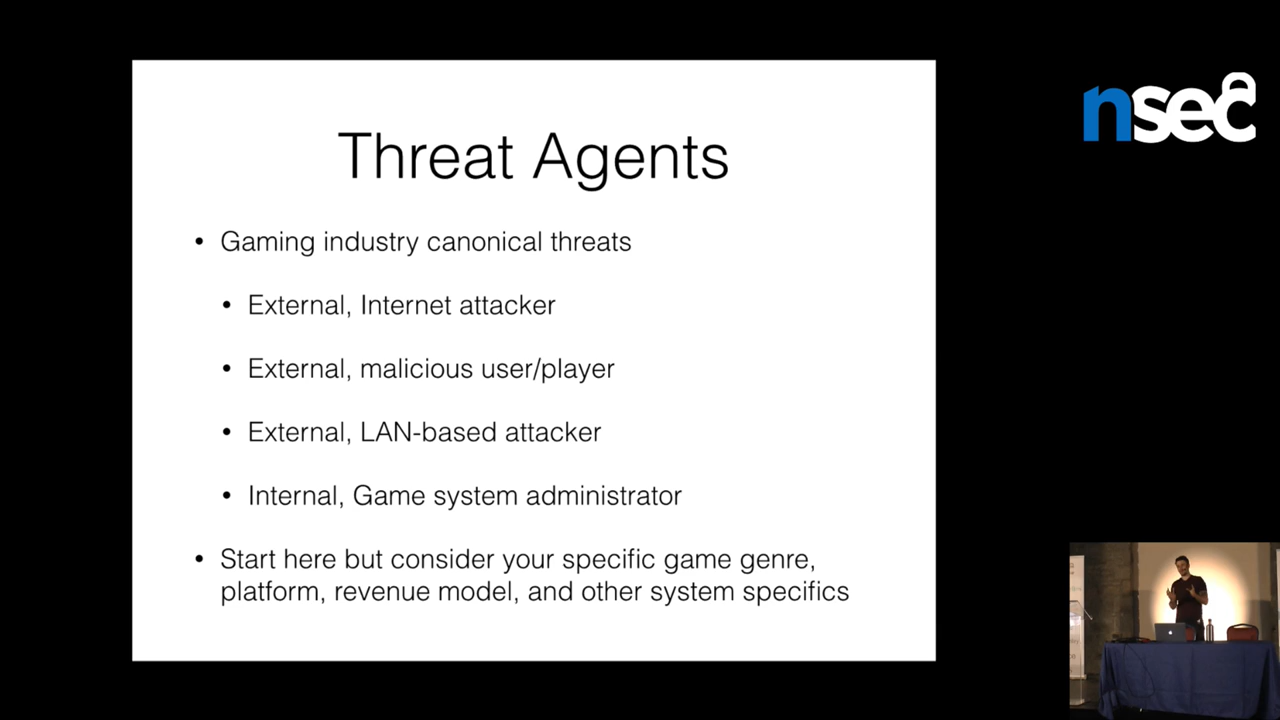 Threat Agents
nsec
• Gaming industry canonical threats
• External, Internet attacker
• External, malicious user/player
• External, LAN-based attacker
• Internal, Game system administrator
• Start here but consider your specific game genre,
platform, revenue model, and other system specifics